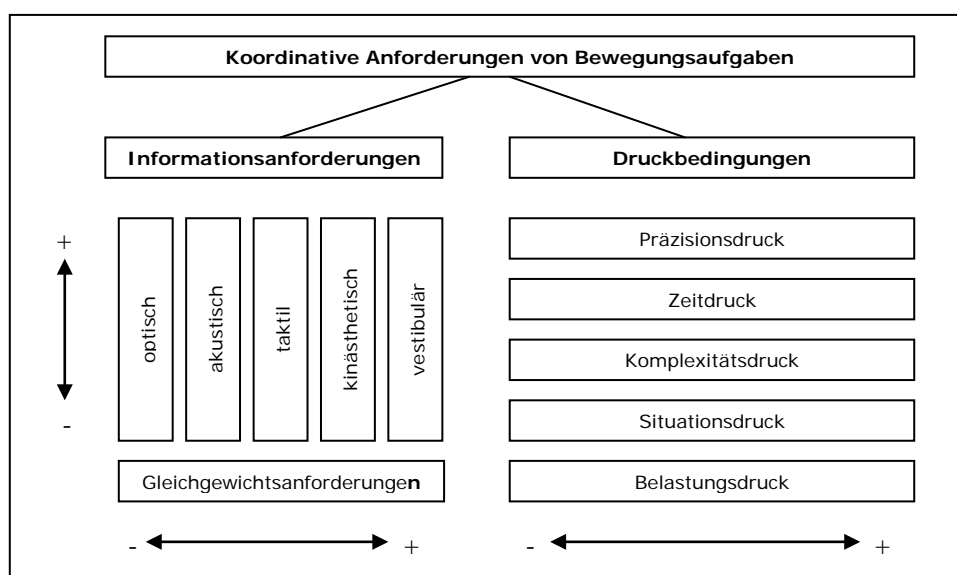 Koordinative Anforderungen von Bewegungsaufgaben
Informationsanforderungen
Druckbedingungen
+
-
optisch
akustisch
taktil
kinästhetisch
vestibulär
Gleichgewichtsanforderungen
- +
Präzisionsdruck
Zeitdruck
Komplexitätsdruck
Situationsdruck
Belastungsdruck
- +